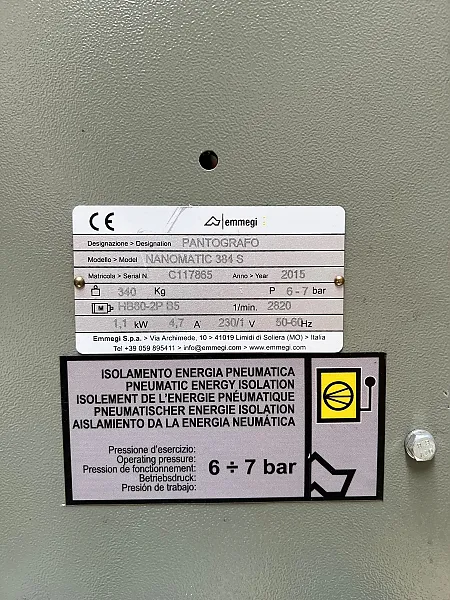 CE emmegi
Designazione > Designation PANTOGRAFO
Modello > Model NANOMATIC 384 S
Matricola > Serial N. C117865 Anno > Year 2015
340 Kg P 6-7 bar
M HB80-2P B5 1/min. 2820
1,1 kW 4,7 A 230/1 V 50-60Hz
Emmegi S.p.a. > Via Archimede, 10 > 41019 Limidi di Soliera (MO) > Italia
Tel +39 059 895411 > info@emmegi.com > www.emmegi.com
ISOLAMENTO ENERGIA PNEUMATICA
PNEUMATIC ENERGY ISOLATION
ISOLEMENT DE L'ENERGIE PNÉUMATIQUE
PNEUMATISCHER ENERGIE ISOLATION
AISLAMIENTO DA LA ENERGIA NEUMÁTICA
Pressione d'esercizio:
Operating pressure:
Pression de fonctionnement:
Betriebsdruck:
Presión de trabajo:
6 ÷ 7 bar